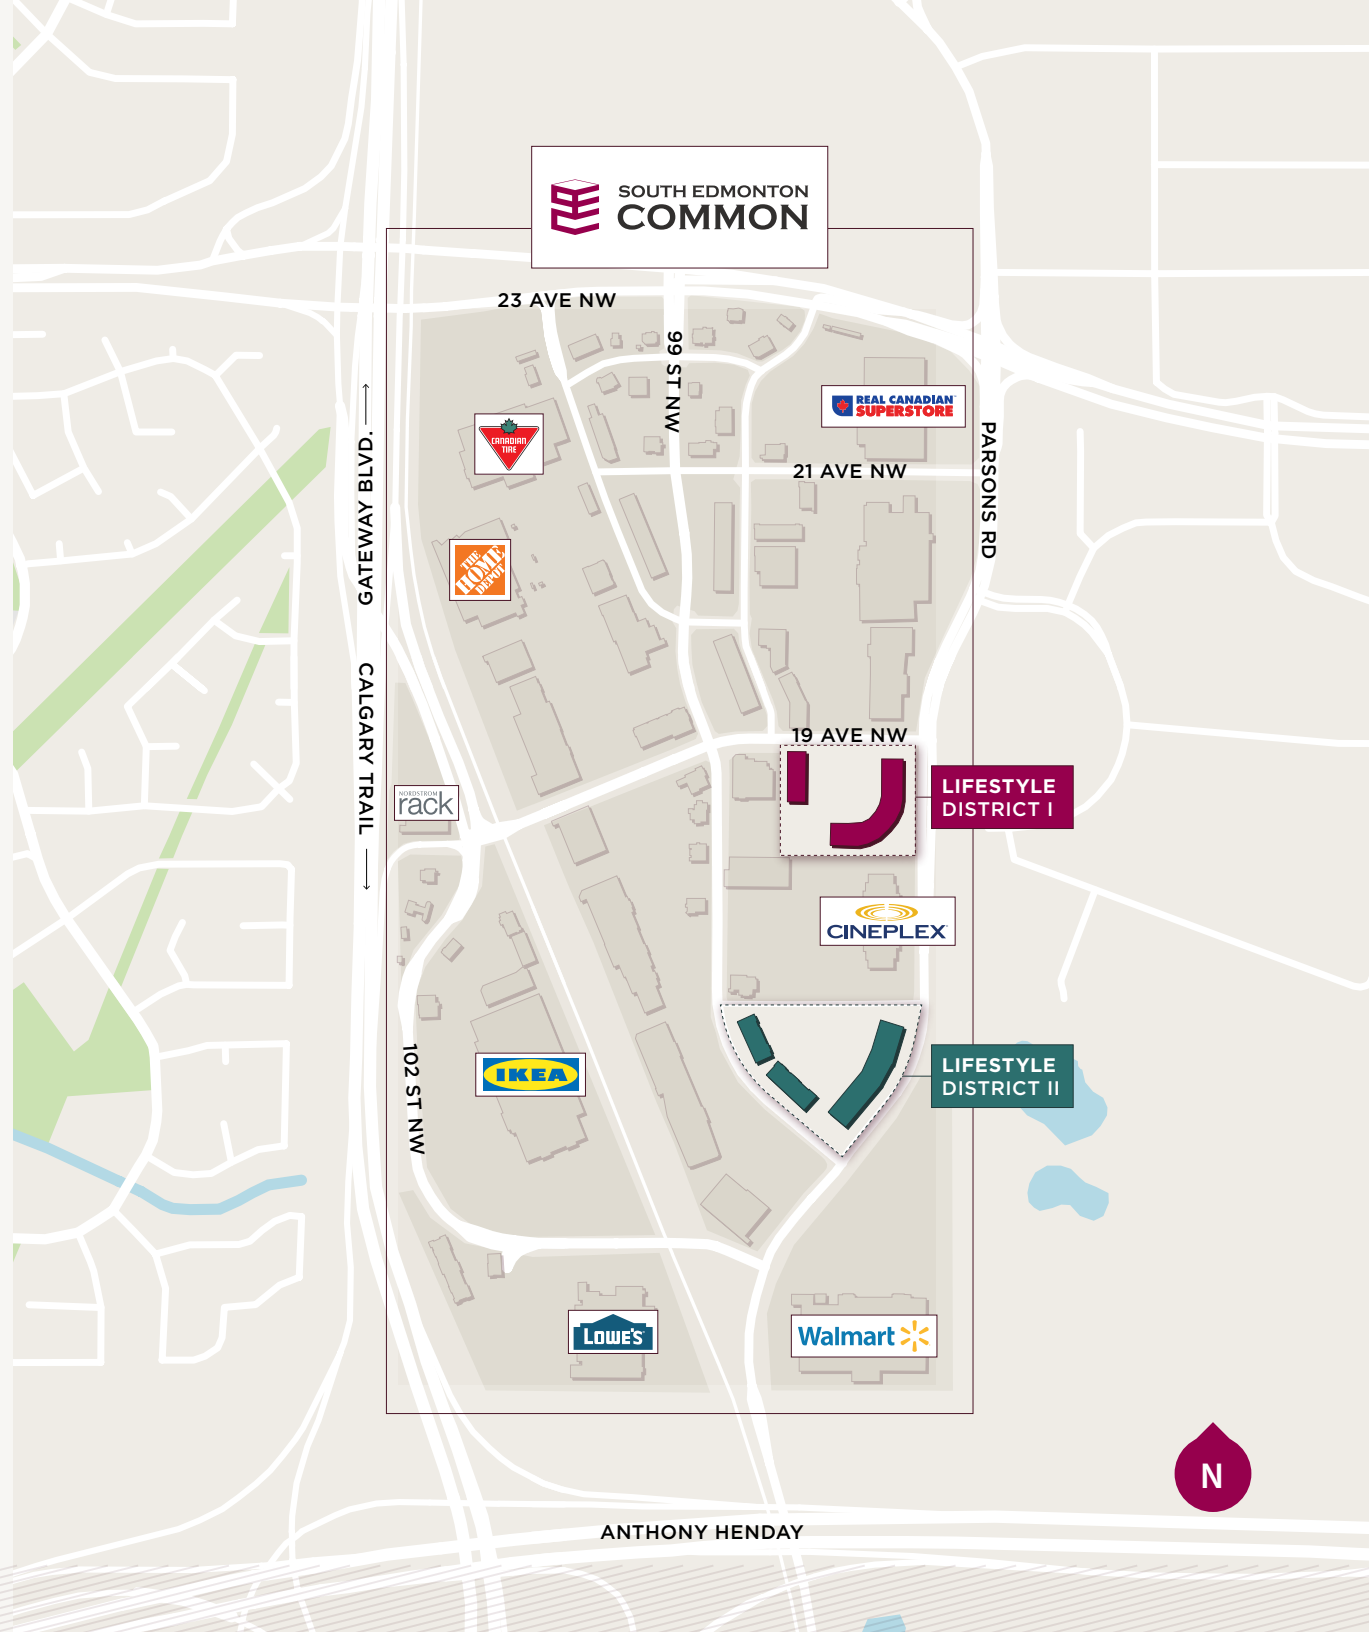 SOUTH EDMONTON
COMMON
23 AVE NW
99 ST NW
REAL CANADIAN
SUPERSTORE
CANADIAN
TIRE
GATEWAY BLVD.
PARSONS RD
21 AVE NW
THE
HOME
DEPOT
CALGARY TRAIL
19 AVE NW
LIFESTYLE
DISTRICT I
NORDSTROM
rack
CINEPLEX
102 ST NW
IKEA
LIFESTYLE
DISTRICT II
LOWE'S
Walmart
N
ANTHONY HENDAY